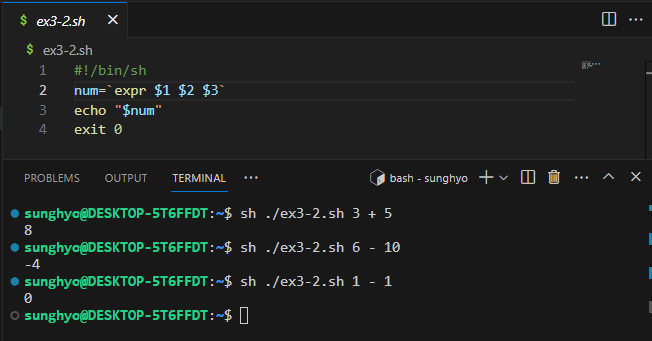 $ ex3-2.sh
$ ex3-2.sh
1 #!/bin/sh
2 num=`expr $1 $2 $3`
3 echo "$num"
4 exit 0
PROBLEMS OUTPUT TERMINAL ··· bash - sunghyo
sunghyo@DESKTOP-5T6FFDT:~$ sh ./ex3-2.sh 3 + 5
8
sunghyo@DESKTOP-5T6FFDT:~$ sh ./ex3-2.sh 6 - 10
-4
sunghyo@DESKTOP-5T6FFDT:~$ sh ./ex3-2.sh 1 - 1
0
sunghyo@DESKTOP-5T6FFDT:~$